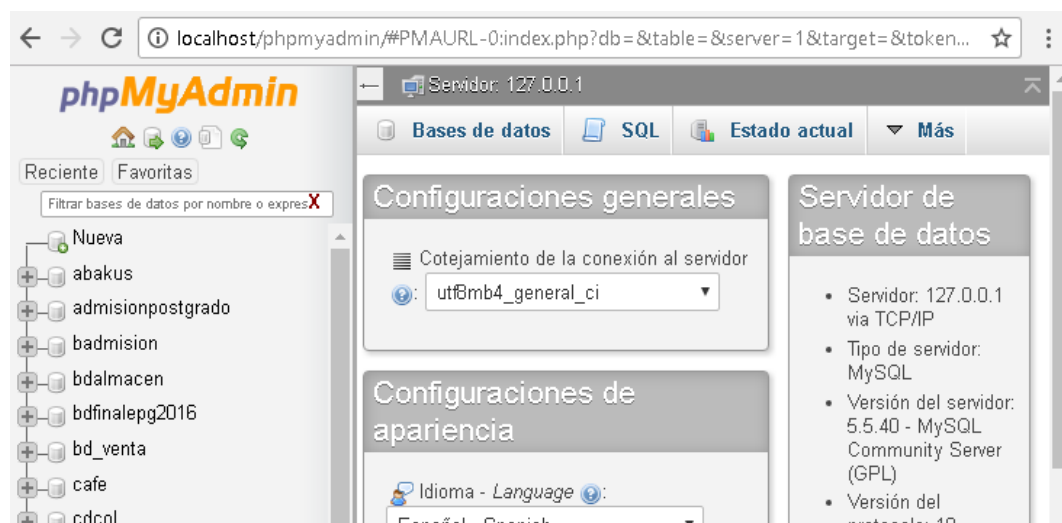 localhost/phpmyadmin/#PMAURL-0:index.php?db=&table=&server=1&target=&token...
phpMyAdmin
Reciente Favoritas
Filtrar bases de datos por nombre o expres X
Nueva
abakus
admisionpostgrado
badmision
bdalmacen
bdfinalepg2016
bd_venta
cafe
cdcol
Servidor: 127.0.0.1
Bases de datos SQL Estado actual Más
Configuraciones generales
Cotejamiento de la conexión al servidor
: utf8mb4_general_ci
Configuraciones de
apariencia
Idioma - Language :
Español - Spanish
Servidor de
base de datos
• Servidor: 127.0.0.1
via TCP/IP
• Tipo de servidor:
MySQL
• Versión del servidor:
5.5.40 - MySQL
Community Server
(GPL)
• Versión del
protocolo: 10